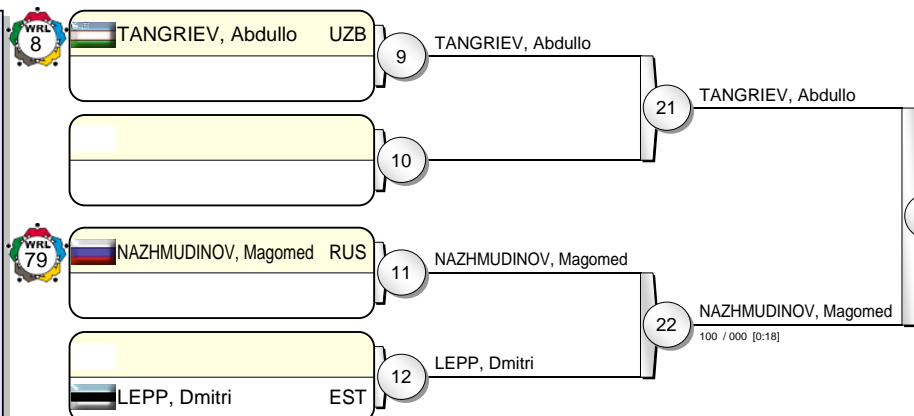 WRL
8
TANGRIEV, Abdullo UZB
9
TANGRIEV, Abdullo
21
TANGRIEV, Abdullo
10
WRL
79
NAZHMUDINOV, Magomed RUS
11
NAZHMUDINOV, Magomed
22
NAZHMUDINOV, Magomed
100 / 000 [0:18]
LEPP, Dmitri EST
12
LEPP, Dmitri